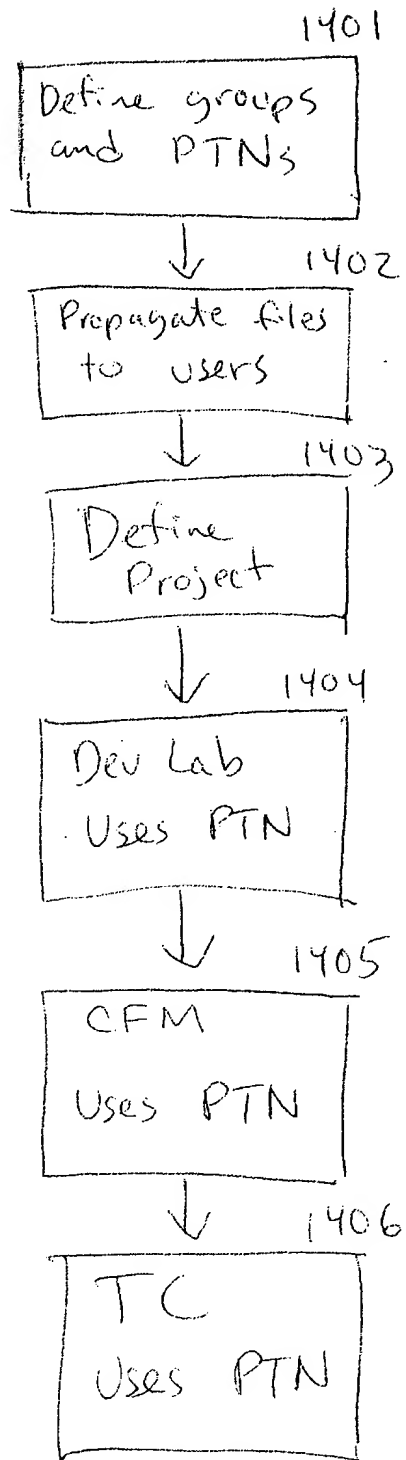 1401
Define groups
and PTNs
1402
Propagate files
to users
1403
Define
Project
1404
Dev Lab
Uses PTN
1405
CFM
Uses PTN
1406
TC
Uses PTN